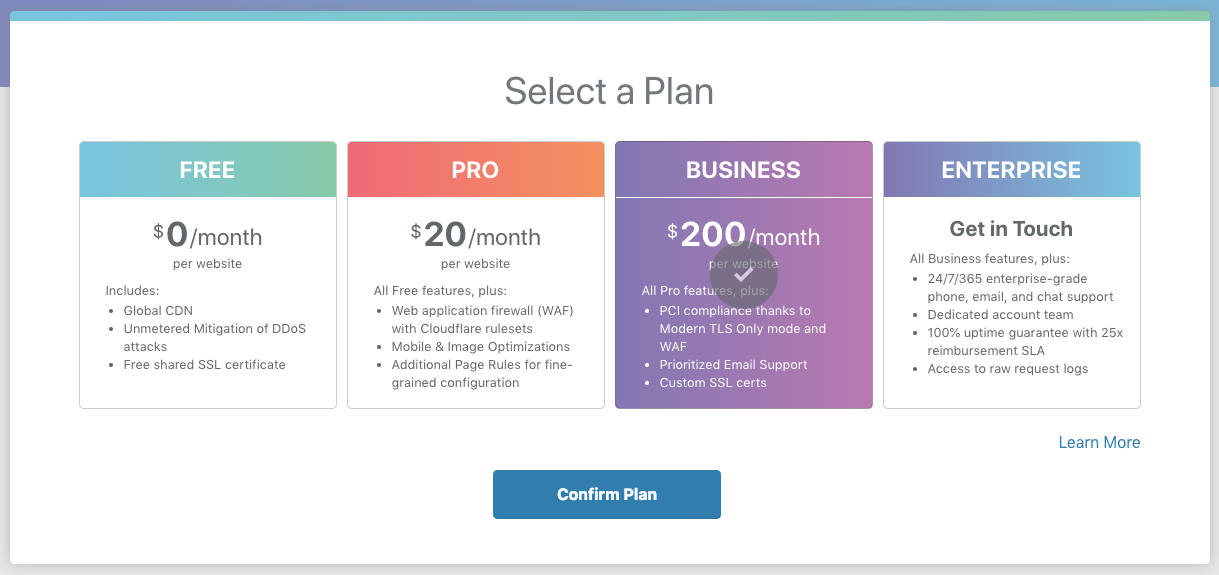 Select a Plan
FREE
$0/month
per website
Includes:
• Global CDN
• Unmetered Mitigation of DDoS
attacks
• Free shared SSL certificate
PRO
$20/month
per website
All Free features, plus:
• Web application firewall (WAF)
with Cloudflare rulesets
• Mobile & Image Optimizations
• Additional Page Rules for fine-
grained configuration
BUSINESS
$200/month
per website
All Pro features, plus:
• PCI compliance thanks to
Modern TLS Only mode and
WAF
• Prioritized Email Support
• Custom SSL certs
ENTERPRISE
Get in Touch
All Business features, plus:
• 24/7/365 enterprise-grade
phone, email, and chat support
• Dedicated account team
• 100% uptime guarantee with 25x
reimbursement SLA
• Access to raw request logs
Learn More
Confirm Plan